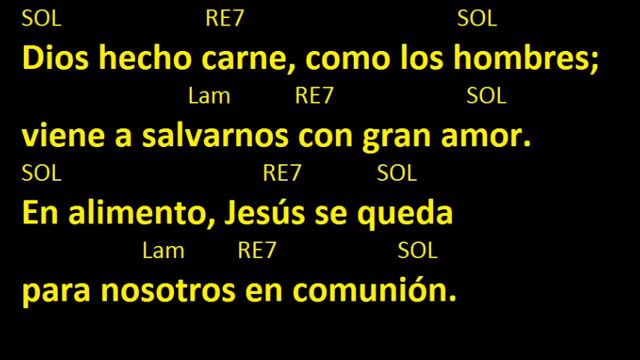 SOL RE7 SOL
Dios hecho carne, como los hombres;
Lam RE7 SOL
viene a salvarnos con gran amor.
SOL RE7 SOL
En alimento, Jesús se queda
Lam RE7 SOL
para nosotros en comunión.